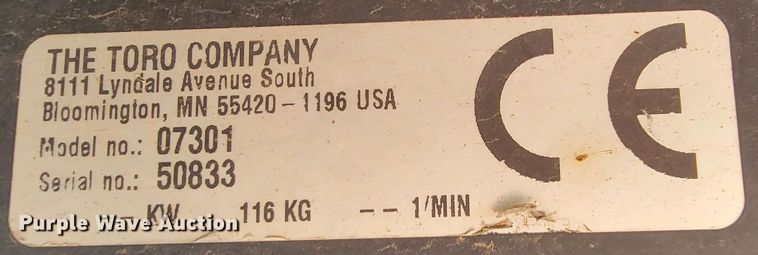 THE TORO COMPANY
8111 Lyndale Avenue South
Bloomington, MN 55420-1196 USA
Model no.: 07301
Serial no.: 50833
- KW 116 KG -- 1/MIN
CE
Purple Wave Auction